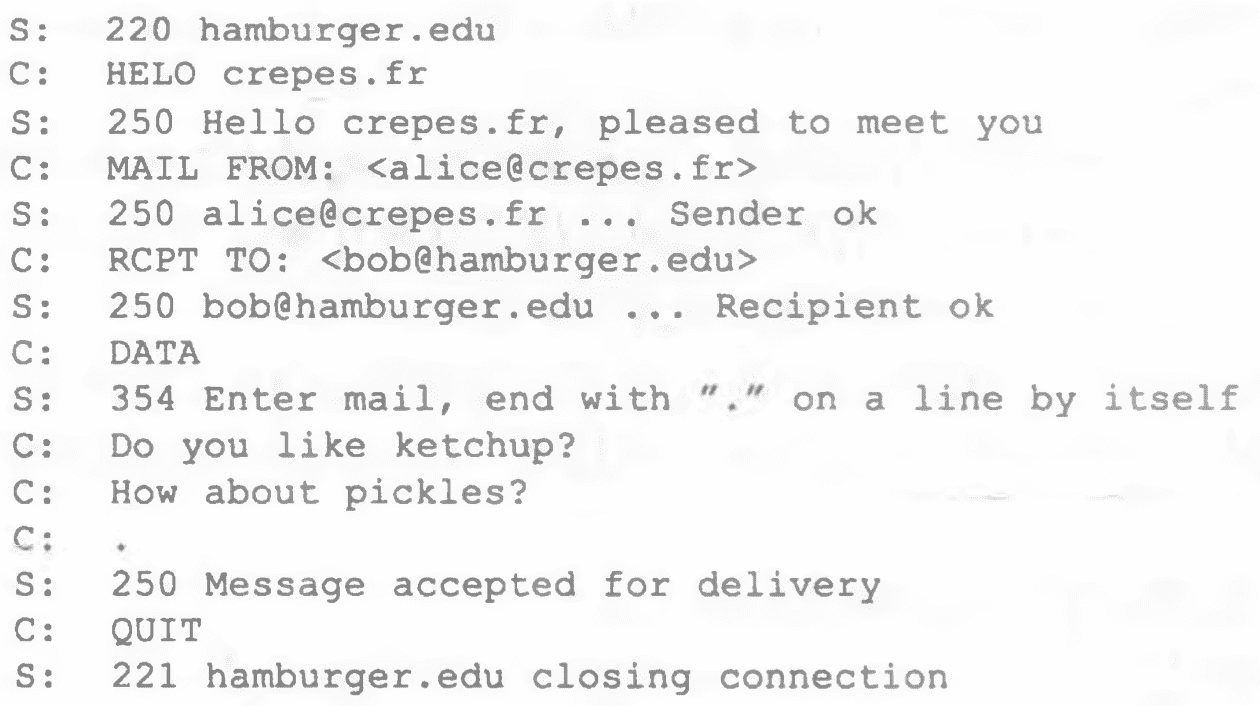 S: 220 hamburger.edu
C: HELO crepes.fr
S: 250 Hello crepes.fr, pleased to meet you
C: MAIL FROM: <alice@crepes.fr>
S: 250 alice@crepes.fr ... Sender ok
C: RCPT TO: <bob@hamburger.edu>
S: 250 bob@hamburger.edu ... Recipient ok
C: DATA
S: 354 Enter mail, end with "." on a line by itself
C: Do you like ketchup?
C: How about pickles?
C: .
S: 250 Message accepted for delivery
C: QUIT
S: 221 hamburger.edu closing connection